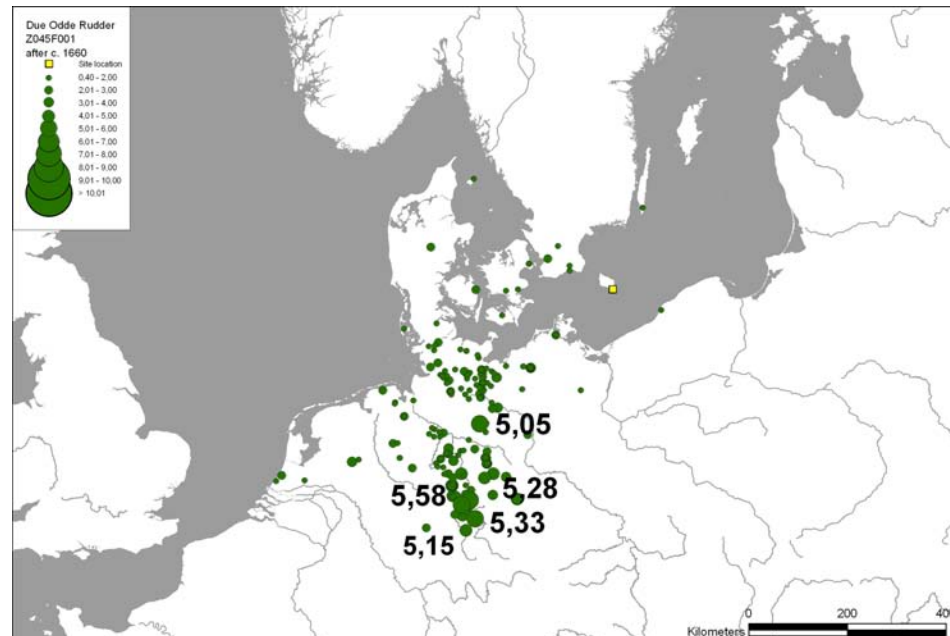 Due Odde Rudder
Z045F001
after c. 1660
Site location
0,40 - 2,00
2,01 - 3,00
3,01 - 4,00
4,01 - 5,00
5,01 - 6,00
6,01 - 7,00
7,01 - 8,00
8,01 - 9,00
9,01 - 10,00
> 10,01
5,05
5,58
5,28
5,33
5,15
0 200 400
Kilometers